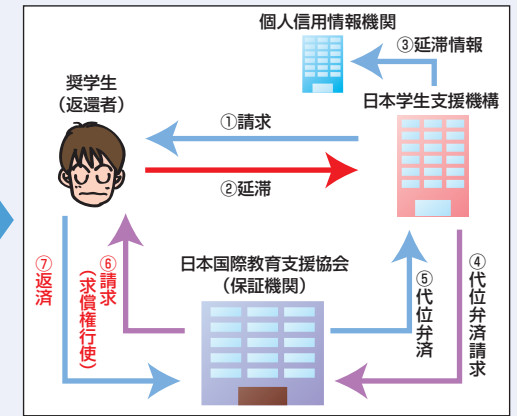 個人信用情報機関
③延滞情報
奨学生
(返還者)
日本学生支援機構
①請求
②延滞
⑦返済
⑥請求
(求償権行使)
日本国際教育支援協会
(保証機関)
⑤代位弁済
④代位弁済請求